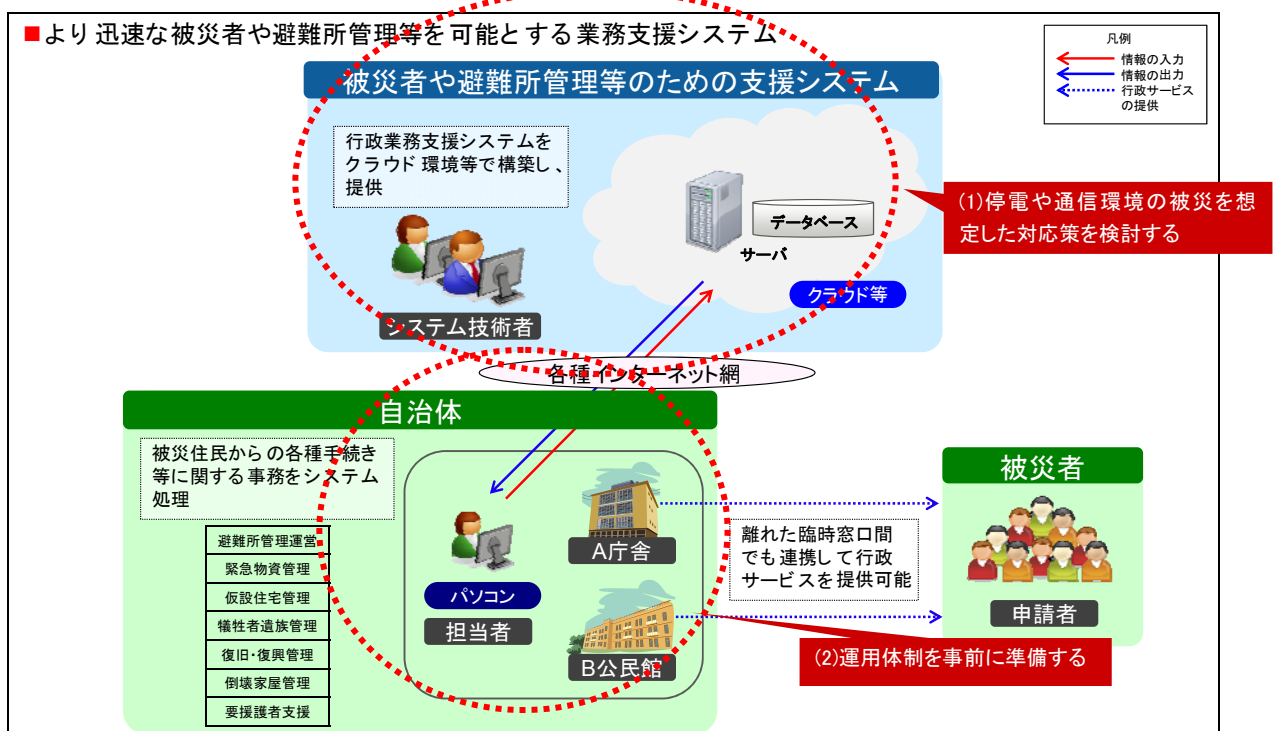 ■より迅速な被災者や避難所管理等を可能とする業務支援システム
凡例
情報の入力
情報の出力
行政サービス
の提供
被災者や避難所管理等のための支援システム
行政業務支援システムを
クラウド環境等で構築し、
提供
データベース
サーバ
クラウド等
システム技術者
(1)停電や通信環境の被災を想
定した対応策を検討する
各種インターネット網
自治体
被災住民からの各種手続き
等に関する事務をシステム
処理
避難所管理運営
緊急物資管理
仮設住宅管理
犠牲者遺族管理
復旧・復興管理
倒壊家屋管理
要援護者支援
パソコン
担当者
A庁舎
B公民館
離れた臨時窓口間
でも連携して行政
サービスを提供可能
被災者
申請者
(2)運用体制を事前に準備する